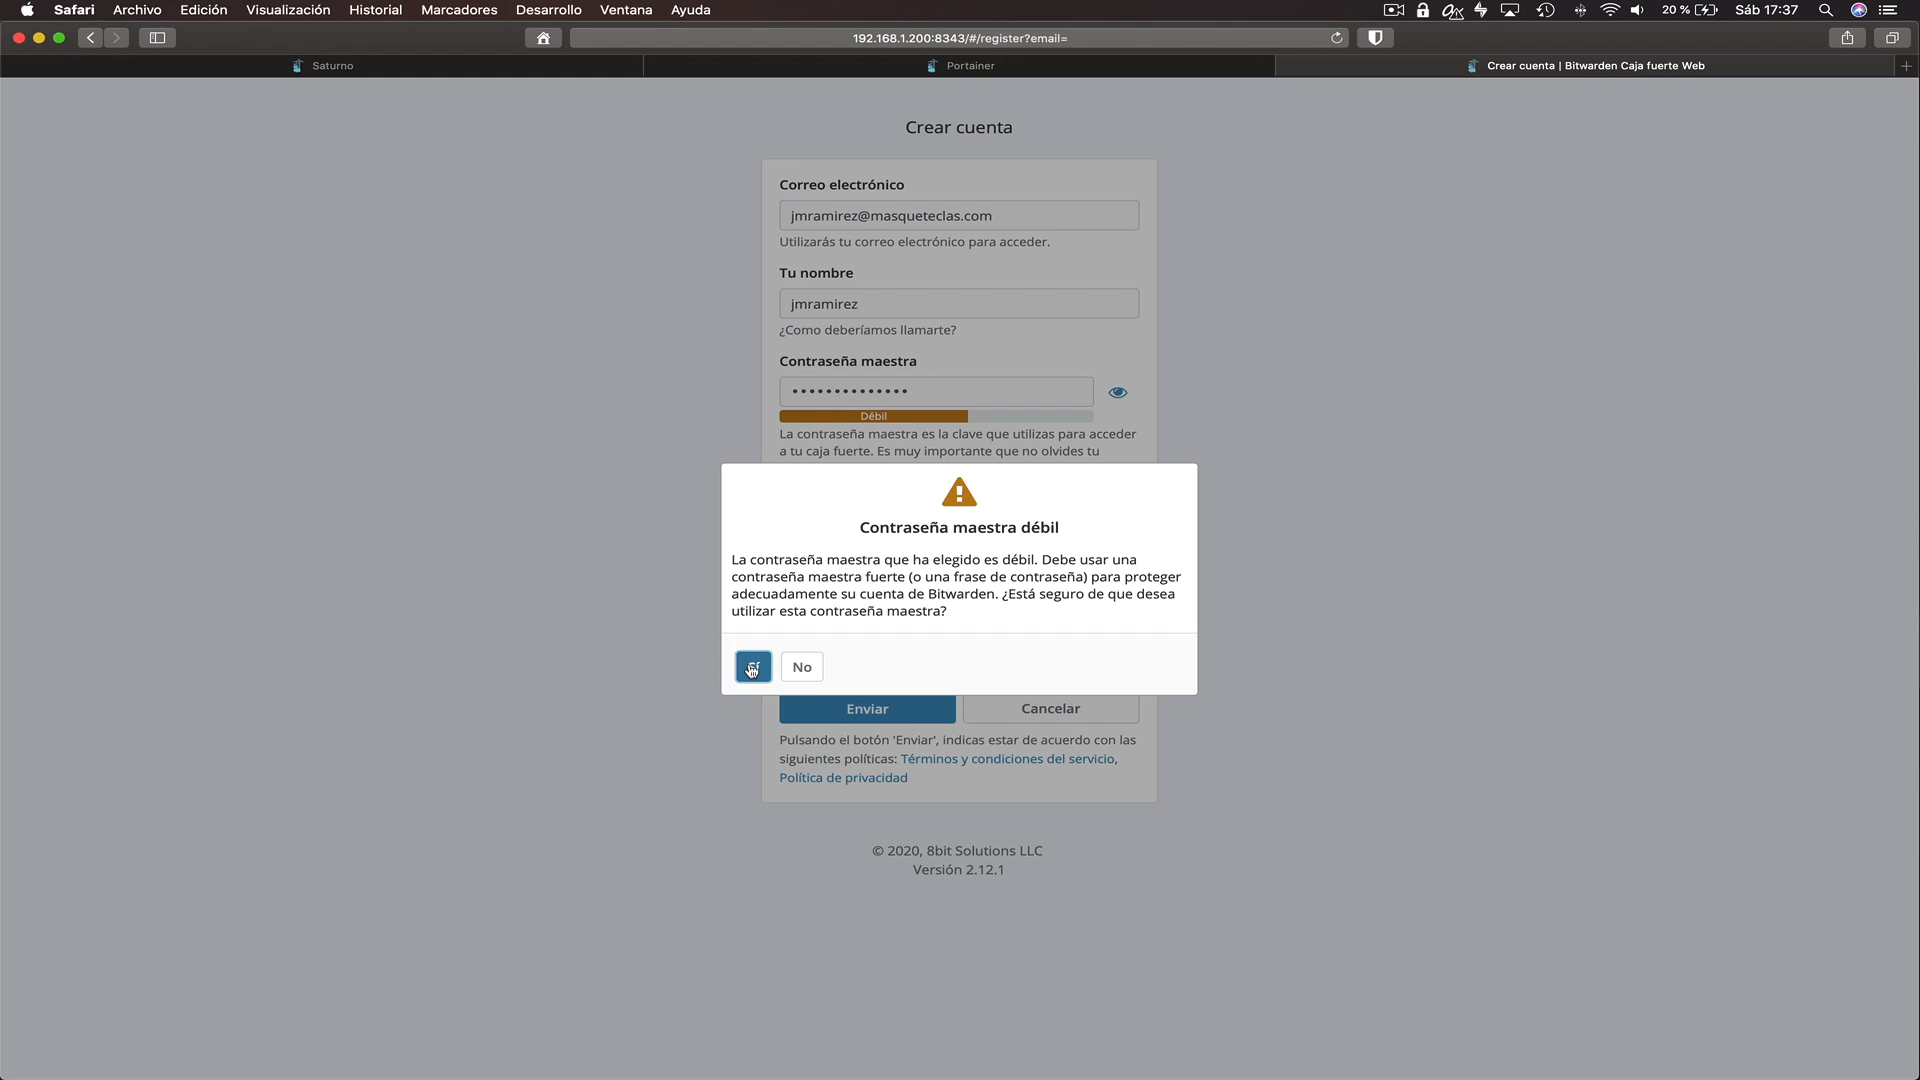 Safari Archivo Edición Visualización Historial Marcadores Desarrollo Ventana Ayuda
20 % Sáb 17:37
192.168.1.200:8343/#/register?email=
Saturno
Portainer
Crear cuenta | Bitwarden Caja fuerte Web
Crear cuenta
Correo electrónico
jmramirez@masqueteclas.com
Utilizarás tu correo electrónico para acceder.
Tu nombre
jmramirez
¿Como deberíamos llamarte?
Contraseña maestra
Débil
La contraseña maestra es la clave que utilizas para acceder
a tu caja fuerte. Es muy importante que no olvides tu
Contraseña maestra débil
La contraseña maestra que ha elegido es débil. Debe usar una
contraseña maestra fuerte (o una frase de contraseña) para proteger
adecuadamente su cuenta de Bitwarden. ¿Está seguro de que desea
utilizar esta contraseña maestra?
No
Enviar
Cancelar
Pulsando el botón 'Enviar', indicas estar de acuerdo con las
siguientes políticas: Términos y condiciones del servicio,
Política de privacidad
© 2020, 8bit Solutions LLC
Versión 2.12.1